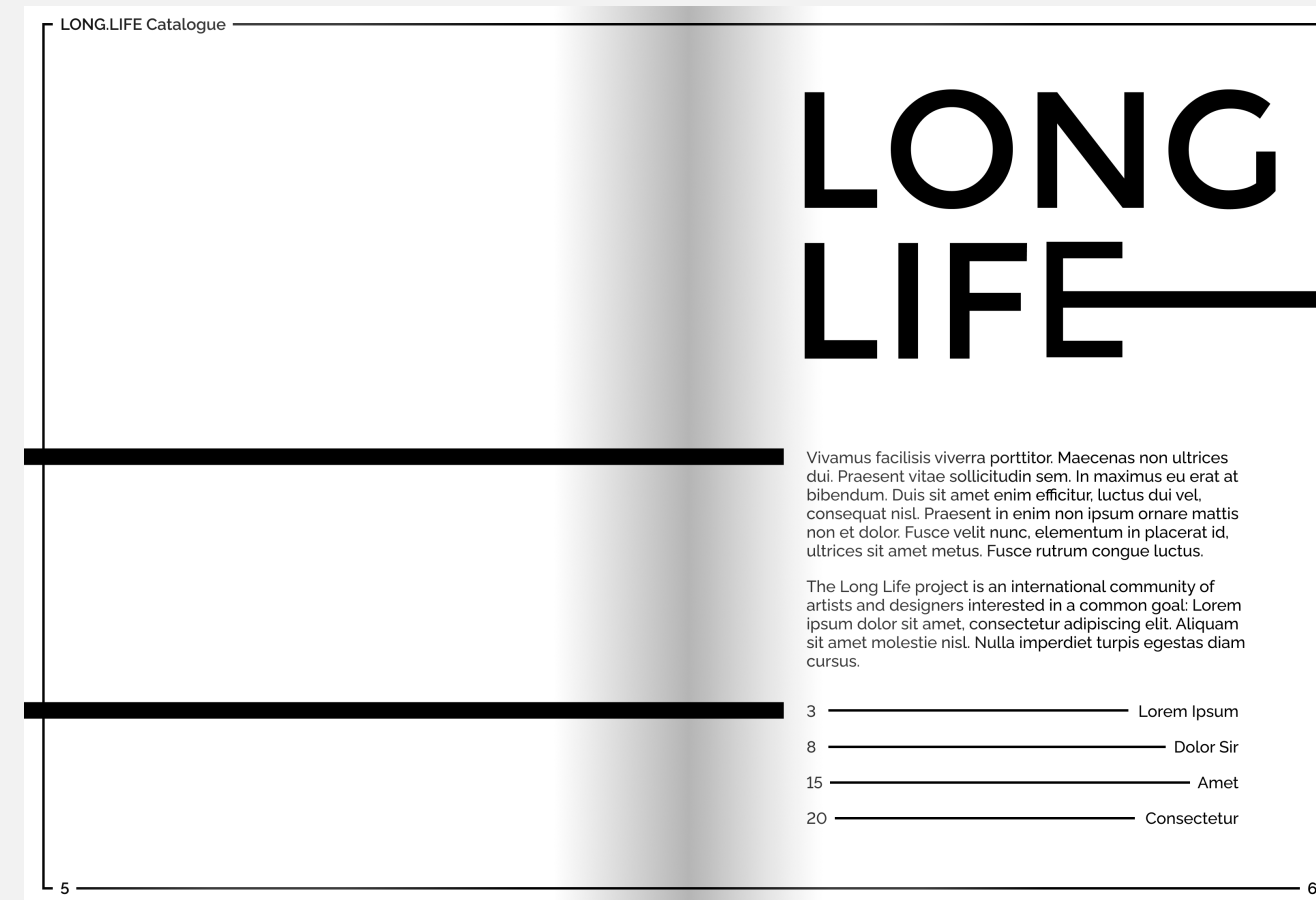 LONG.LIFE Catalogue
LONG
LIFE
Vivamus facilisis viverra porttitor. Maecenas non ultrices
dui. Praesent vitae sollicitudin sem. In maximus eu erat at
bibendum. Duis sit amet enim efficitur, luctus dui vel,
consequat nisl. Praesent in enim non ipsum ornare mattis
non et dolor. Fusce velit nunc, elementum in placerat id,
ultrices sit amet metus. Fusce rutrum congue luctus.
The Long Life project is an international community of
artists and designers interested in a common goal: Lorem
ipsum dolor sit amet, consectetur adipiscing elit. Aliquam
sit amet molestie nisl. Nulla imperdiet turpis egestas diam
cursus.
3 Lorem Ipsum
8 Dolor Sir
15 Amet
20 Consectetur
5
6